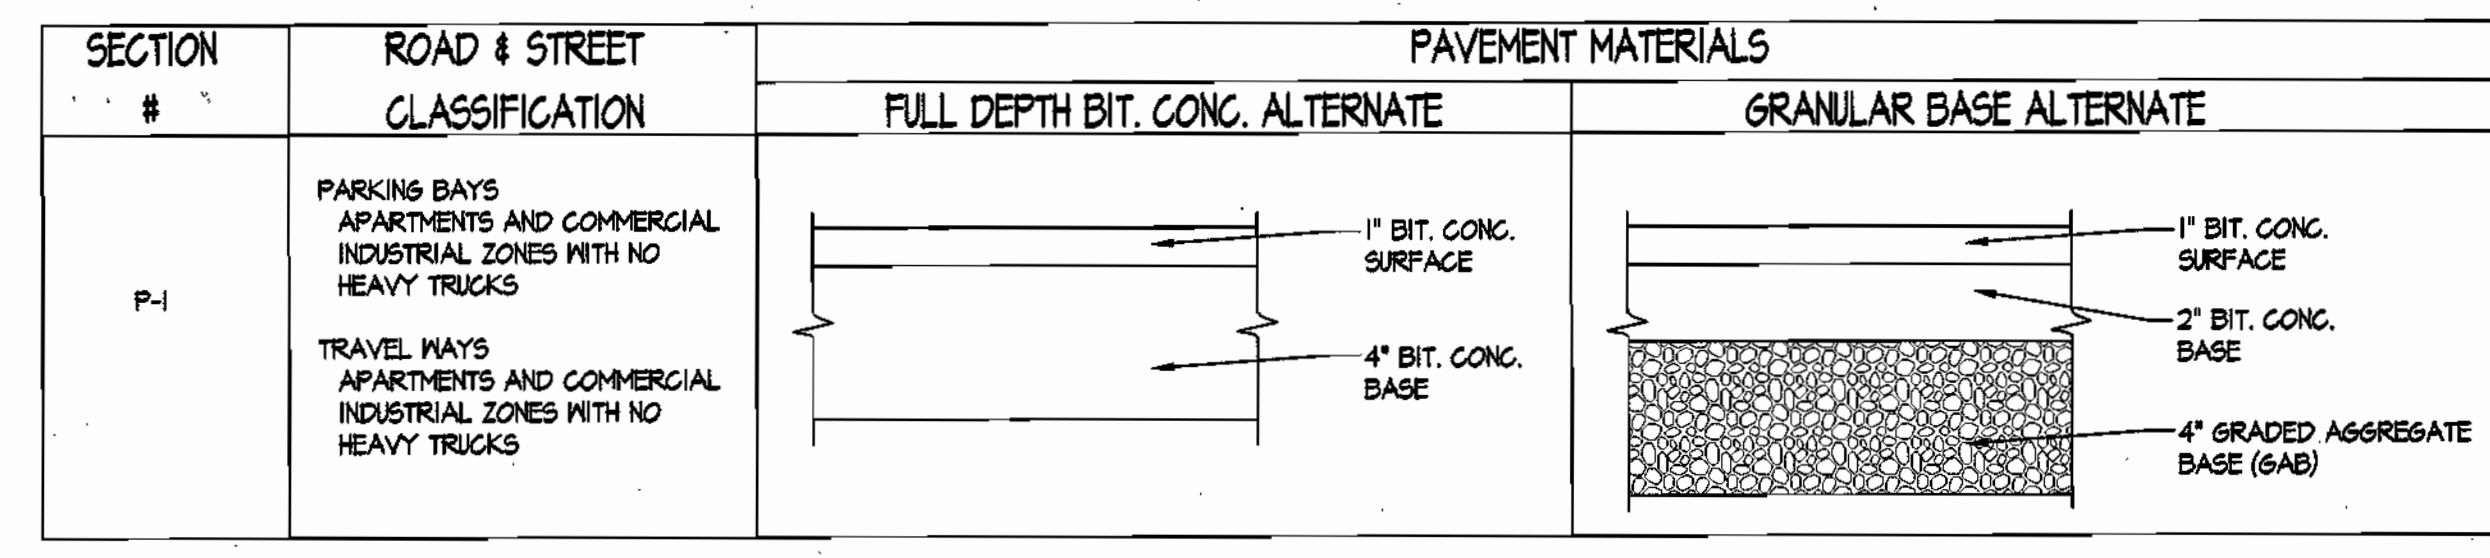 SECTION
#
ROAD & STREET
CLASSIFICATION
PAVEMENT MATERIALS
FULL DEPTH BIT. CONC. ALTERNATE
GRANULAR BASE ALTERNATE
P-1
PARKING BAYS
APARTMENTS AND COMMERCIAL
INDUSTRIAL ZONES WITH NO
HEAVY TRUCKS
TRAVEL WAYS
APARTMENTS AND COMMERCIAL
INDUSTRIAL ZONES WITH NO
HEAVY TRUCKS
1" BIT. CONC.
SURFACE
4" BIT. CONC.
BASE
1" BIT. CONC.
SURFACE
2" BIT. CONC.
BASE
4" GRADED AGGREGATE
BASE (GAB)